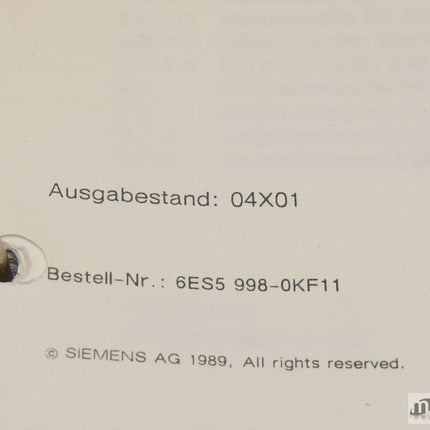 Ausgabestand: 04X01
Bestell-Nr.: 6ES5 998-0KF11
© SIEMENS AG 1989, All rights reserved.